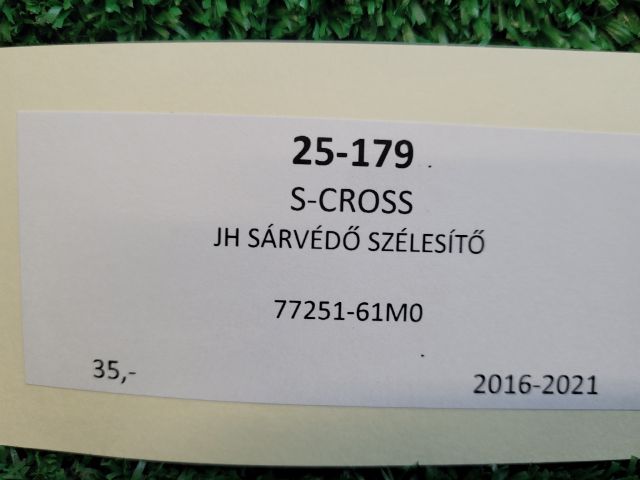 25-179
S-CROSS
JH SÁRVÉDŐ SZÉLESÍTŐ
77251-61M0
35,-
2016-2021